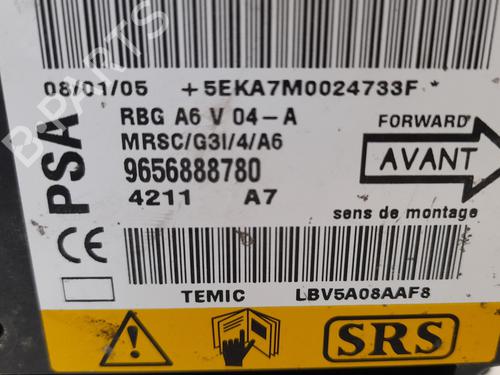 08/01/05 +5EKA7M0024733F*
PSA
RBG A6 V 04-A
MRSC/G3I/4/A6
9656888780
4211 A7
FORWARD
AVANT
sens de montage
CE
TEMIC LBV5A08AAF8
SRS
B-PARTS